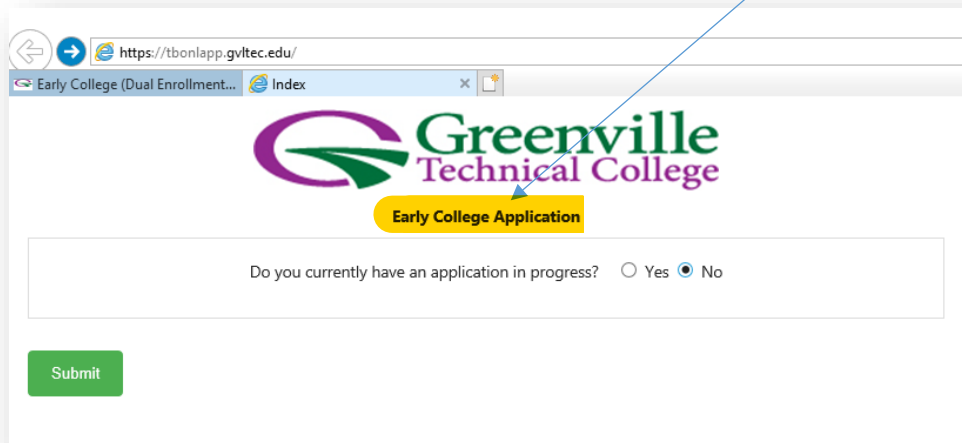 https://tbonlapp.gvltec.edu/
Early College (Dual Enrollment...
Index
Greenville
Technical College
Early College Application
Do you currently have an application in progress? Yes No
Submit